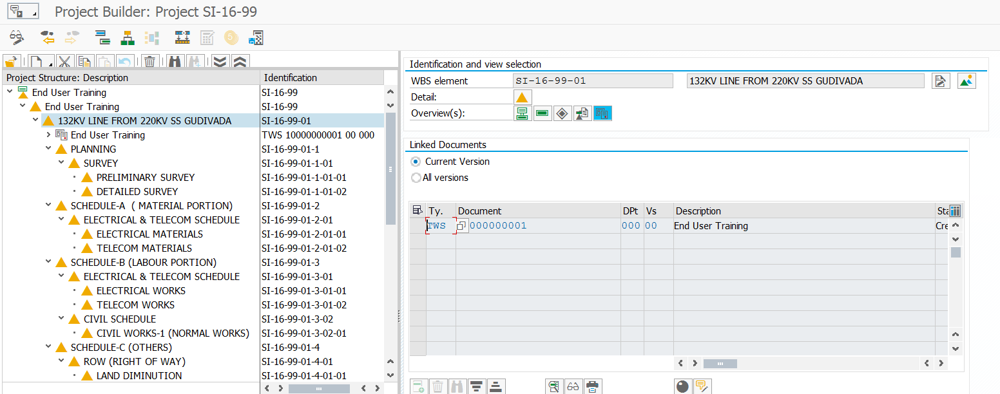 Project Builder: Project SI-16-99
Project Structure: Description Identification
End User Training SI-16-99
End User Training SI-16-99
132KV LINE FROM 220KV SS GUDIVADA SI-16-99-01
End User Training TWS 10000000001 00 000
PLANNING SI-16-99-01-1
SURVEY SI-16-99-01-1-01
PRELIMINARY SURVEY SI-16-99-01-1-01-01
DETAILED SURVEY SI-16-99-01-1-01-02
SCHEDULE-A ( MATERIAL PORTION) SI-16-99-01-2
ELECTRICAL & TELECOM SCHEDULE SI-16-99-01-2-01
ELECTRICAL MATERIALS SI-16-99-01-2-01-01
TELECOM MATERIALS SI-16-99-01-2-01-02
SCHEDULE-B (LABOUR PORTION) SI-16-99-01-3
ELECTRICAL & TELECOM SCHEDULE SI-16-99-01-3-01
ELECTRICAL WORKS SI-16-99-01-3-01-01
TELECOM WORKS SI-16-99-01-3-01-02
CIVIL SCHEDULE SI-16-99-01-3-02
CIVIL WORKS-1 (NORMAL WORKS) SI-16-99-01-3-02-01
SCHEDULE-C (OTHERS) SI-16-99-01-4
ROW (RIGHT OF WAY) SI-16-99-01-4-01
LAND DIMINUTION SI-16-99-01-4-01-01
Identification and view selection
WBS element SI-16-99-01 132KV LINE FROM 220KV SS GUDIVADA
Detail:
Overview(s):
Linked Documents
Current Version
All versions
Ty. Document DPt Vs Description Sta
TWS 000000001 000 00 End User Training Cre